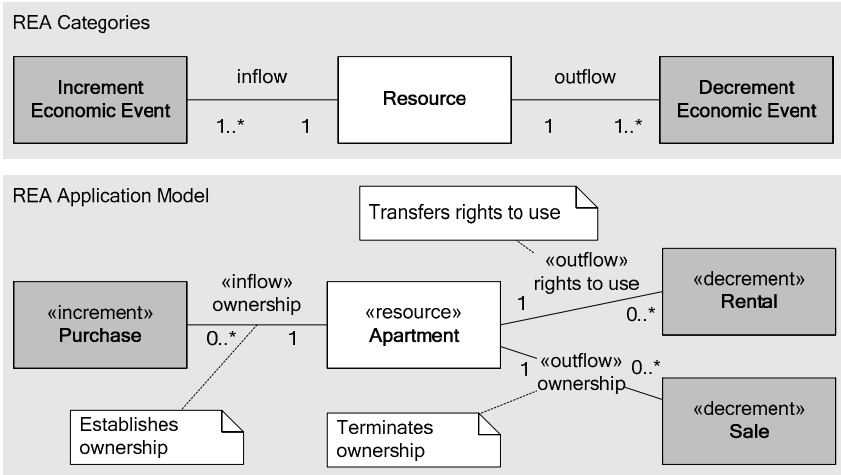 REA Categories
Increment
Economic Event
inflow
1..*
1
Resource
outflow
1
1..*
Decrement
Economic Event
REA Application Model
Transfers rights to use
«increment»
Purchase
«inflow»
ownership
0..*
1
«resource»
Apartment
«outflow»
rights to use
1
0..*
«decrement»
Rental
«outflow»
ownership
1
0..*
«decrement»
Sale
Establishes
ownership
Terminates
ownership